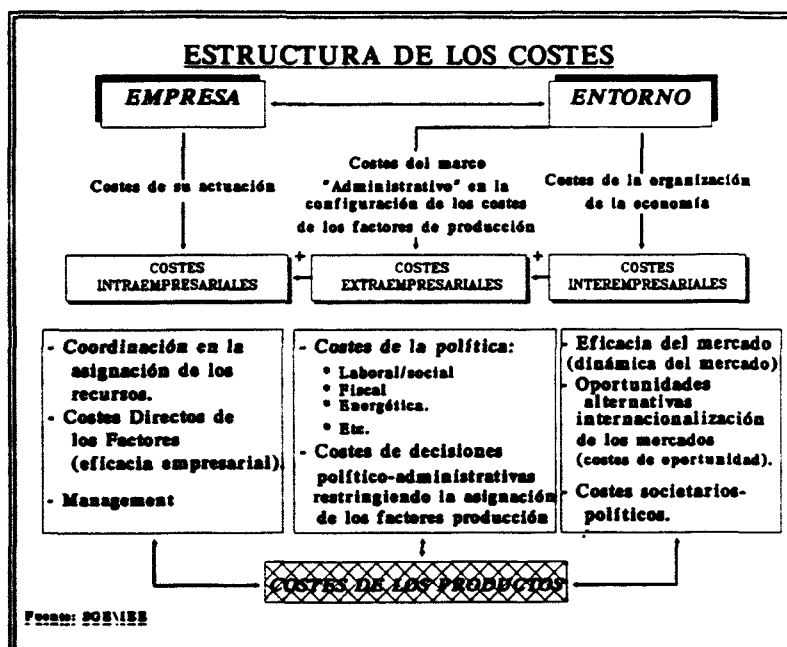 ESTRUCTURA DE LOS COSTES
EMPRESA
ENTORNO
Costes de su actuación
Costes del marco
"Administrativo" en la
configuración de los costes
de los factores de producción
Costes de la organización
de la economía
COSTES
INTRAEMPRESARIALES
+
COSTES
EXTRAEMPRESARIALES
+
COSTES
INTEREMPRESARIALES
- Coordinación en la
asignación de los
recursos.
- Costes Directos de
los Factores
(eficacia empresarial).
- Management
- Costes de la política:
* Laboral/social
* Fiscal
* Energética.
* Etc.
- Costes de decisiones
político-administrativas
restringiendo la asignación
de los factores producción
- Eficacia del mercado
(dinámica del mercado)
- Oportunidades
alternativas
internacionalización
de los mercados
(costes de oportunidad).
- Costes societarios-
políticos.
COSTES DE LOS PRODUCTOS
Fuente: